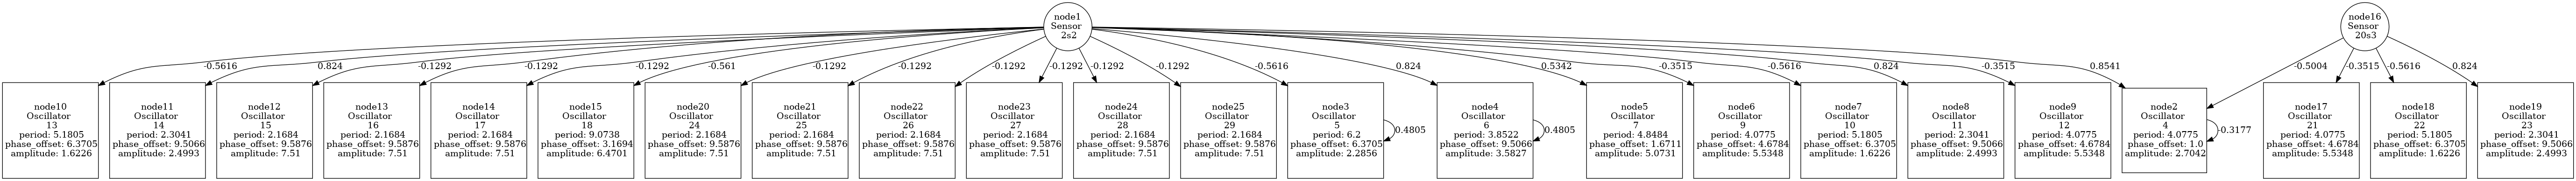 node1
Sensor
2s2
node16
Sensor
20s3
-0.5616
0.824
-0.1292
-0.1292
-0.1292
-0.561
-0.1292
-0.1292
-0.1292
-0.1292
-0.1292
-0.1292
-0.5616
0.824
0.5342
-0.3515
-0.5616
0.824
-0.3515
0.8541
-0.5004
-0.3515
-0.5616
0.824
node10
Oscillator
13
period: 5.1805
phase_offset: 6.3705
amplitude: 1.6226
node11
Oscillator
14
period: 2.3041
phase_offset: 9.5066
amplitude: 2.4993
node12
Oscillator
15
period: 2.1684
phase_offset: 9.5876
amplitude: 7.51
node13
Oscillator
16
period: 2.1684
phase_offset: 9.5876
amplitude: 7.51
node14
Oscillator
17
period: 2.1684
phase_offset: 9.5876
amplitude: 7.51
node15
Oscillator
18
period: 9.0738
phase_offset: 3.1694
amplitude: 6.4701
node20
Oscillator
24
period: 2.1684
phase_offset: 9.5876
amplitude: 7.51
node21
Oscillator
25
period: 2.1684
phase_offset: 9.5876
amplitude: 7.51
node22
Oscillator
26
period: 2.1684
phase_offset: 9.5876
amplitude: 7.51
node23
Oscillator
27
period: 2.1684
phase_offset: 9.5876
amplitude: 7.51
node24
Oscillator
28
period: 2.1684
phase_offset: 9.5876
amplitude: 7.51
node25
Oscillator
29
period: 2.1684
phase_offset: 9.5876
amplitude: 7.51
node3
Oscillator
5
period: 6.2
phase_offset: 6.3705
amplitude: 2.2856
0.4805
node4
Oscillator
6
period: 3.8522
phase_offset: 9.5066
amplitude: 3.5827
0.4805
node5
Oscillator
7
period: 4.8484
phase_offset: 1.6711
amplitude: 5.0731
node6
Oscillator
9
period: 4.0775
phase_offset: 4.6784
amplitude: 5.5348
node7
Oscillator
10
period: 5.1805
phase_offset: 6.3705
amplitude: 1.6226
node8
Oscillator
11
period: 2.3041
phase_offset: 9.5066
amplitude: 2.4993
node9
Oscillator
12
period: 4.0775
phase_offset: 4.6784
amplitude: 5.5348
node2
Oscillator
4
period: 4.0775
phase_offset: 1.0
amplitude: 2.7042
-0.3177
node17
Oscillator
21
period: 4.0775
phase_offset: 4.6784
amplitude: 5.5348
node18
Oscillator
22
period: 5.1805
phase_offset: 6.3705
amplitude: 1.6226
node19
Oscillator
23
period: 2.3041
phase_offset: 9.5066
amplitude: 2.4993